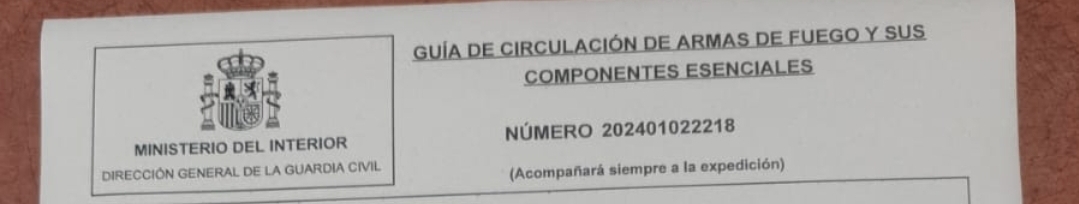 GUÍA DE CIRCULACIÓN DE ARMAS DE FUEGO Y SUS
COMPONENTES ESENCIALES
MINISTERIO DEL INTERIOR
DIRECCIÓN GENERAL DE LA GUARDIA CIVIL
NÚMERO 202401022218
(Acompañará siempre a la expedición)